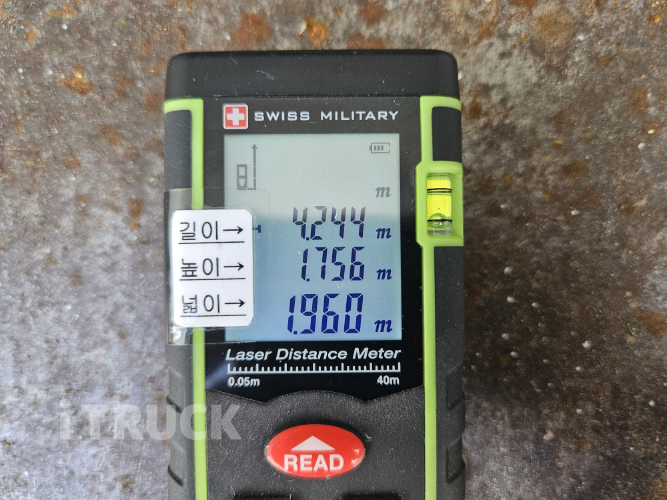 SWISS MILITARY
m
길이→ 4.244 m
높이→ 1.756 m
넓이→ 1.960 m
Laser Distance Meter
0.05m 40m
iTRUCK
READ